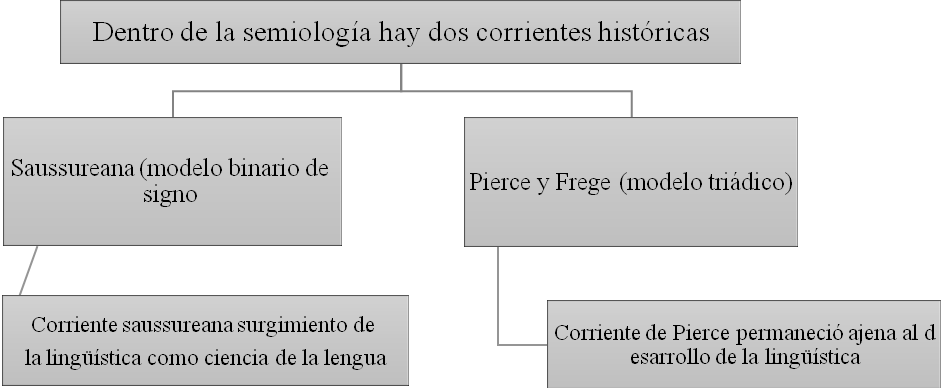 Dentro de la semiología hay dos corrientes históricas
Saussureana (modelo binario de
signo
Pierce y Frege (modelo triádico)
Corriente saussureana surgimiento de
la lingüística como ciencia de la lengua
Corriente de Pierce permaneció ajena al d
esarrollo de la lingüística